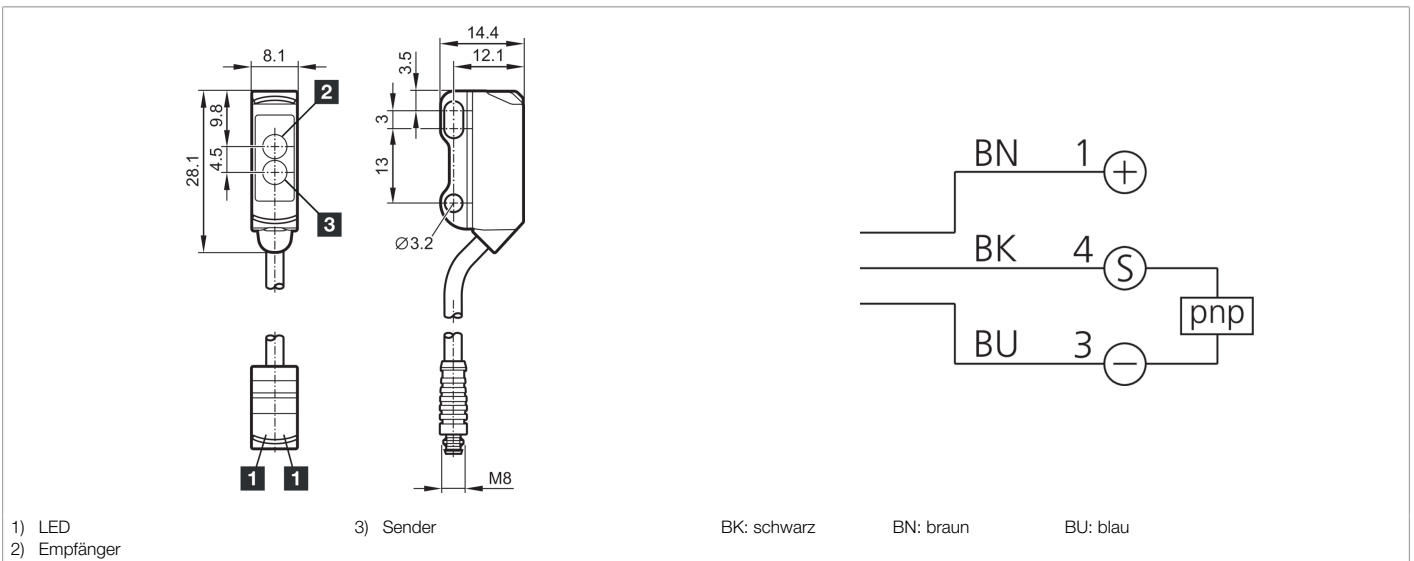 14.4
8.1
12.1
3.5
2
9.8
3
28.1
4.5
13
3
Ø3.2
1 1
M8
BN 1 +
BK 4 S
pnp
BU 3 −
1) LED 3) Sender BK: schwarz BN: braun BU: blau
2) Empfänger